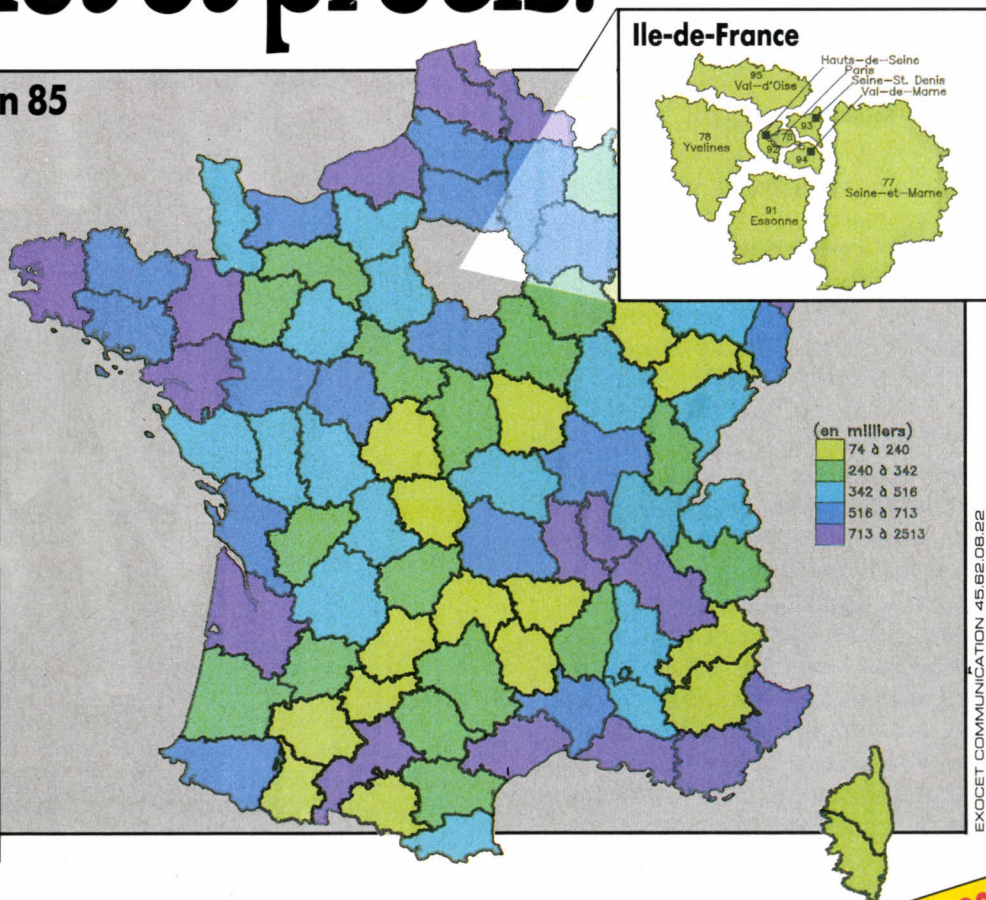 et précis.
n 85
Ile-de-France
Hauts-de-Seine
Paris
Seine-St. Denis
Val-de-Marne
95
Val-d'Oise
78
Yvelines
93
75
92
94
77
Seine-et-Marne
91
Essonne
(en milliers)
74 à 240
240 à 342
342 à 516
516 à 713
713 à 2513
EXOCET COMMUNICATION 45.62.08.22